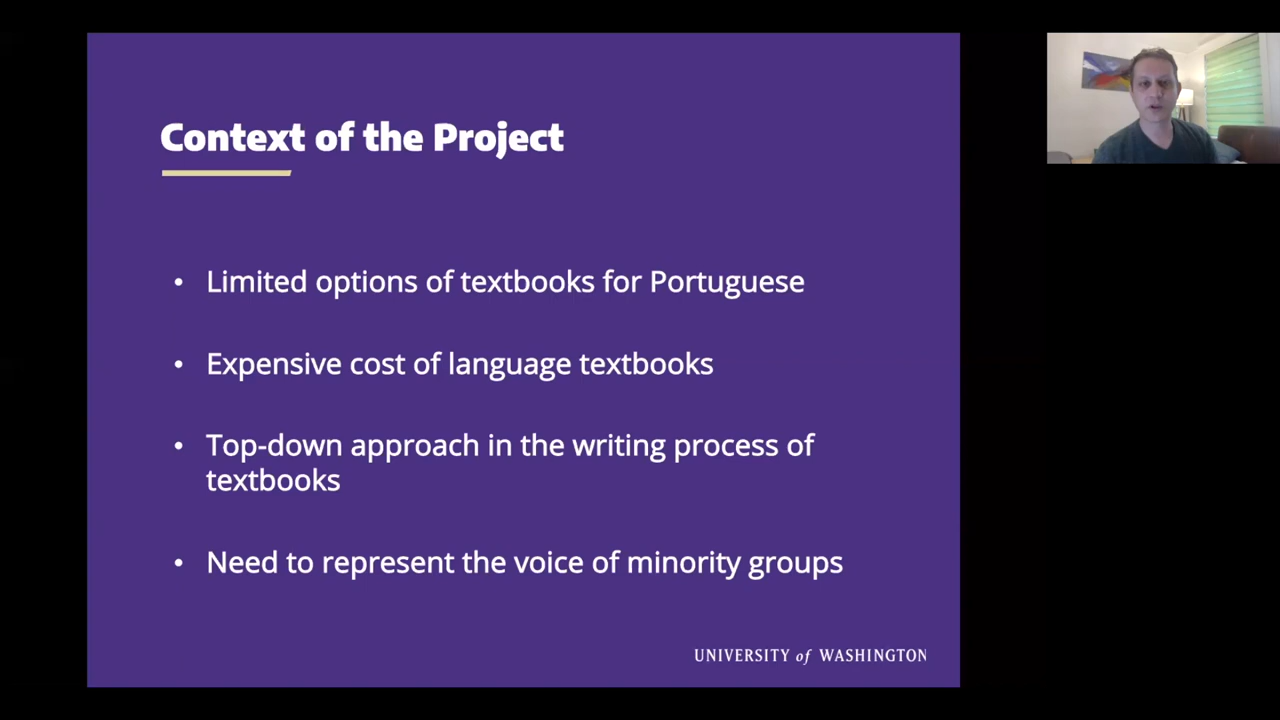 Context of the Project
• Limited options of textbooks for Portuguese
• Expensive cost of language textbooks
• Top-down approach in the writing process of
textbooks
• Need to represent the voice of minority groups
UNIVERSITY of WASHINGTON